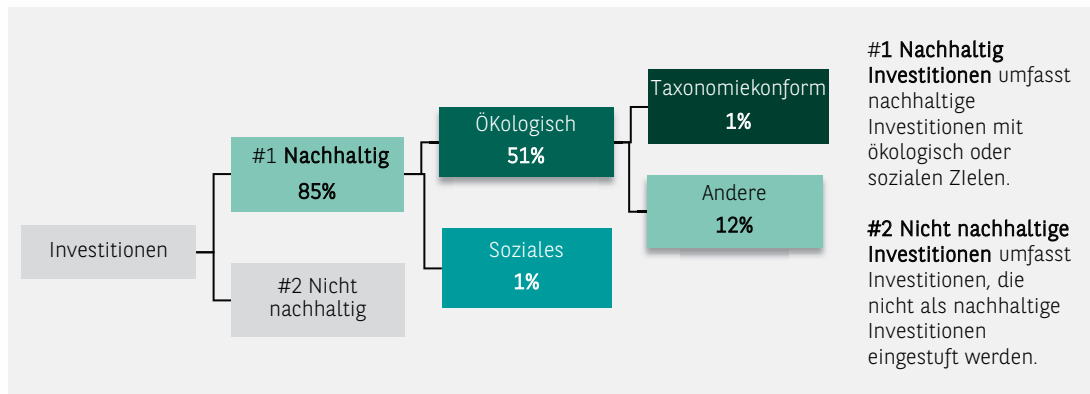 Investitionen
#1 Nachhaltig
85%
#2 Nicht
nachhaltig
ÖKologisch
51%
Soziales
1%
Taxonomiekonform
1%
Andere
12%
#1 Nachhaltig
Investitionen umfasst
nachhaltige
Investitionen mit
ökologisch oder
sozialen ZIelen.
#2 Nicht nachhaltige
Investitionen umfasst
Investitionen, die
nicht als nachhaltige
Investitionen
eingestuft werden.